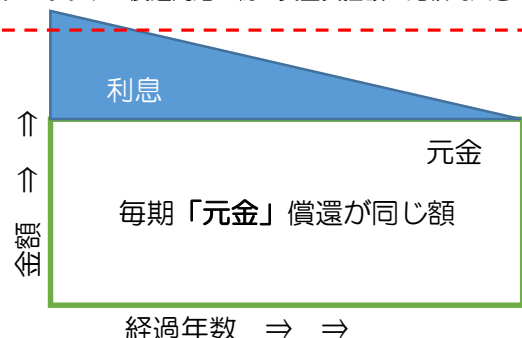 利息
元金
毎期「元金」償還が同じ額
金額 ⇒ ⇒
経過年数 ⇒ ⇒